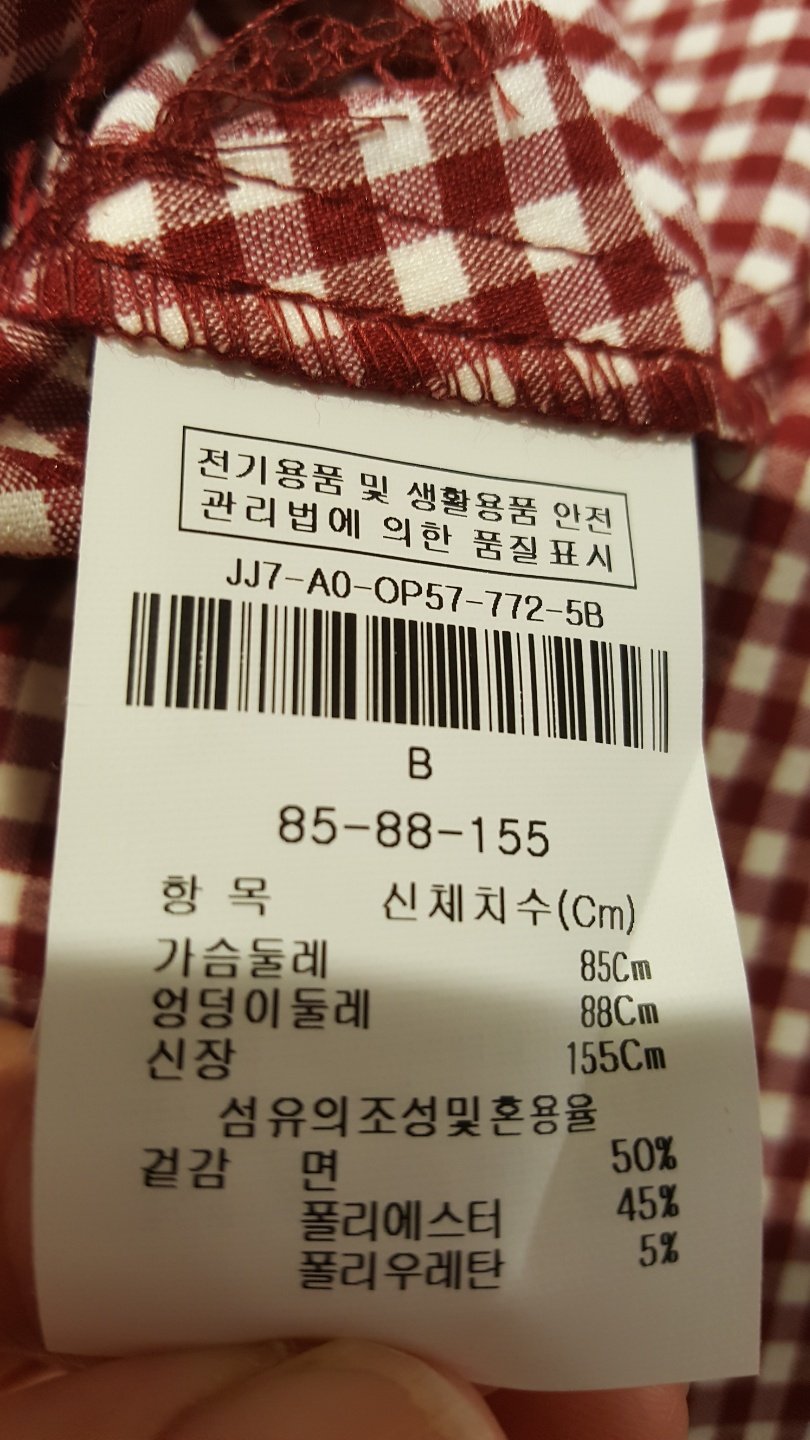 전기용품 및 생활용품 안전
관리법에 의한 품질표시
JJ7-A0-OP57-772-5B
B
85-88-155
항 목 신체치수(Cm)
가슴둘레 85Cm
엉덩이둘레 88Cm
신장 155Cm
섬유의조성및혼용율
겉감 면 50%
폴리에스터 45%
폴리우레탄 5%